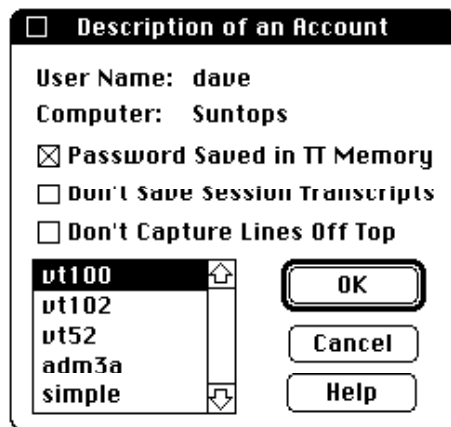 Description of an Account
User Name: dave
Computer: Suntops
Password Saved in TT Memory
Don't Save Session Transcripts
Don't Capture Lines Off Top
vt100
vt102
vt52
adm3a
simple
OK
Cancel
Help